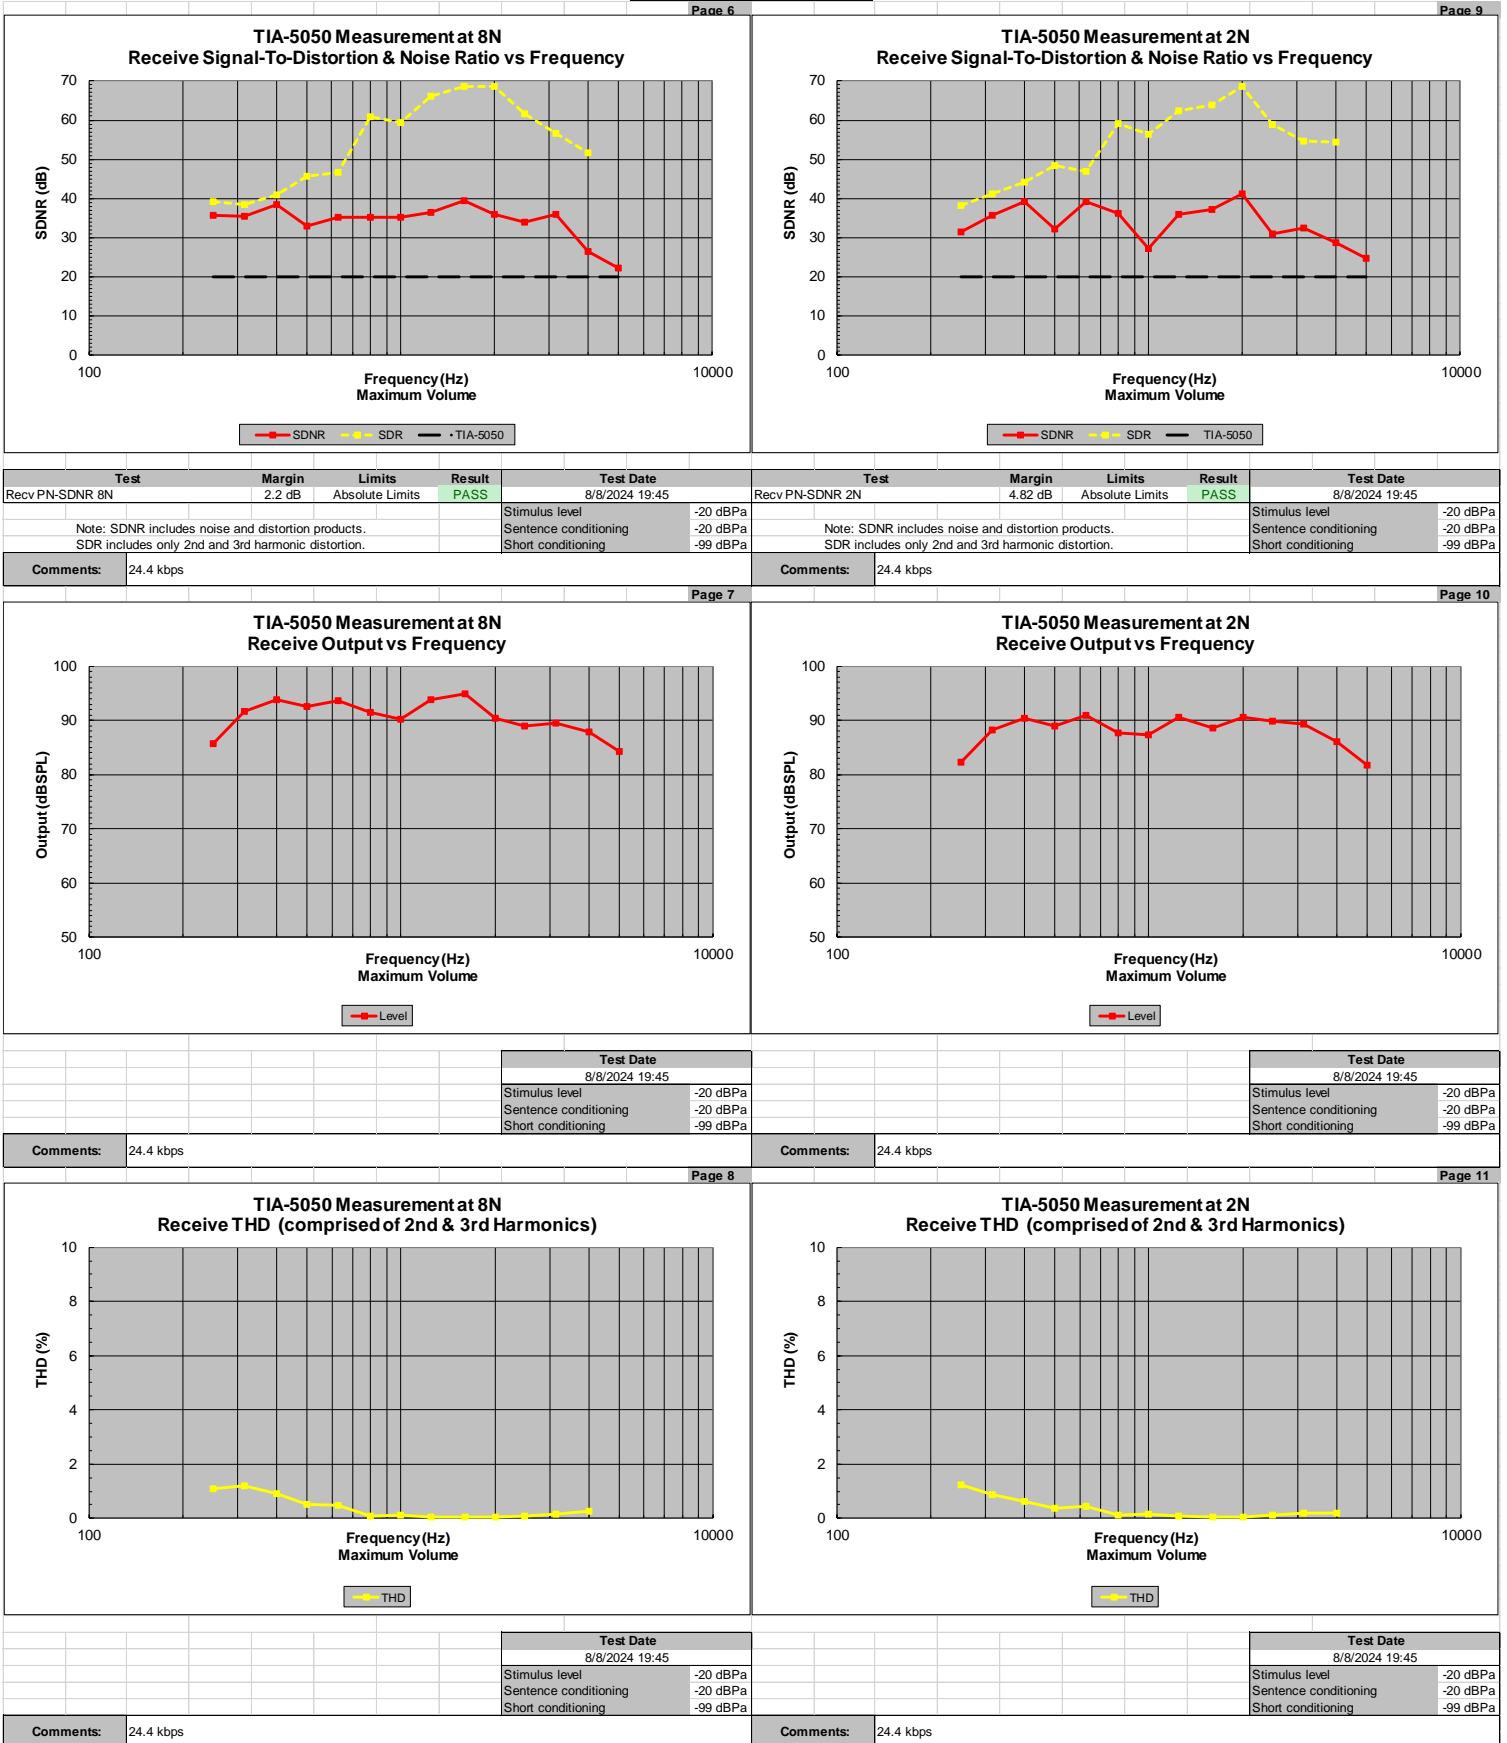 Page 6
TIA-5050 Measurement at 8N
Receive Signal-To-Distortion & Noise Ratio vs Frequency
SDNR (dB)
70
60
50
40
30
20
10
0
100
10000
Frequency (Hz)
Maximum Volume
SDNR SDR TIA-5050
Test Margin Limits Result Test Date
Recv PN-SDNR 8N 2.2 dB Absolute Limits PASS 8/8/2024 19:45
Stimulus level -20 dBPa
Note: SDNR includes noise and distortion products. Sentence conditioning -20 dBPa
SDR includes only 2nd and 3rd harmonic distortion. Short conditioning -99 dBPa
Comments: 24.4 kbps
Page 9
TIA-5050 Measurement at 2N
Receive Signal-To-Distortion & Noise Ratio vs Frequency
SDNR (dB)
70
60
50
40
30
20
10
0
100
10000
Frequency (Hz)
Maximum Volume
SDNR SDR TIA-5050
Test Margin Limits Result Test Date
Recv PN-SDNR 2N 4.82 dB Absolute Limits PASS 8/8/2024 19:45
Stimulus level -20 dBPa
Note: SDNR includes noise and distortion products. Sentence conditioning -20 dBPa
SDR includes only 2nd and 3rd harmonic distortion. Short conditioning -99 dBPa
Comments: 24.4 kbps
Page 7
TIA-5050 Measurement at 8N
Receive Output vs Frequency
Output (dBSPL)
100
90
80
70
60
50
100
10000
Frequency (Hz)
Maximum Volume
Level
Test Date
8/8/2024 19:45
Stimulus level -20 dBPa
Sentence conditioning -20 dBPa
Short conditioning -99 dBPa
Comments: 24.4 kbps
Page 10
TIA-5050 Measurement at 2N
Receive Output vs Frequency
Output (dBSPL)
100
90
80
70
60
50
100
10000
Frequency (Hz)
Maximum Volume
Level
Test Date
8/8/2024 19:45
Stimulus level -20 dBPa
Sentence conditioning -20 dBPa
Short conditioning -99 dBPa
Comments: 24.4 kbps
Page 8
TIA-5050 Measurement at 8N
Receive THD (comprised of 2nd & 3rd Harmonics)
THD (%)
10
8
6
4
2
0
100
10000
Frequency (Hz)
Maximum Volume
THD
Test Date
8/8/2024 19:45
Stimulus level -20 dBPa
Sentence conditioning -20 dBPa
Short conditioning -99 dBPa
Comments: 24.4 kbps
Page 11
TIA-5050 Measurement at 2N
Receive THD (comprised of 2nd & 3rd Harmonics)
THD (%)
10
8
6
4
2
0
100
10000
Frequency (Hz)
Maximum Volume
THD
Test Date
8/8/2024 19:45
Stimulus level -20 dBPa
Sentence conditioning -20 dBPa
Short conditioning -99 dBPa
Comments: 24.4 kbps